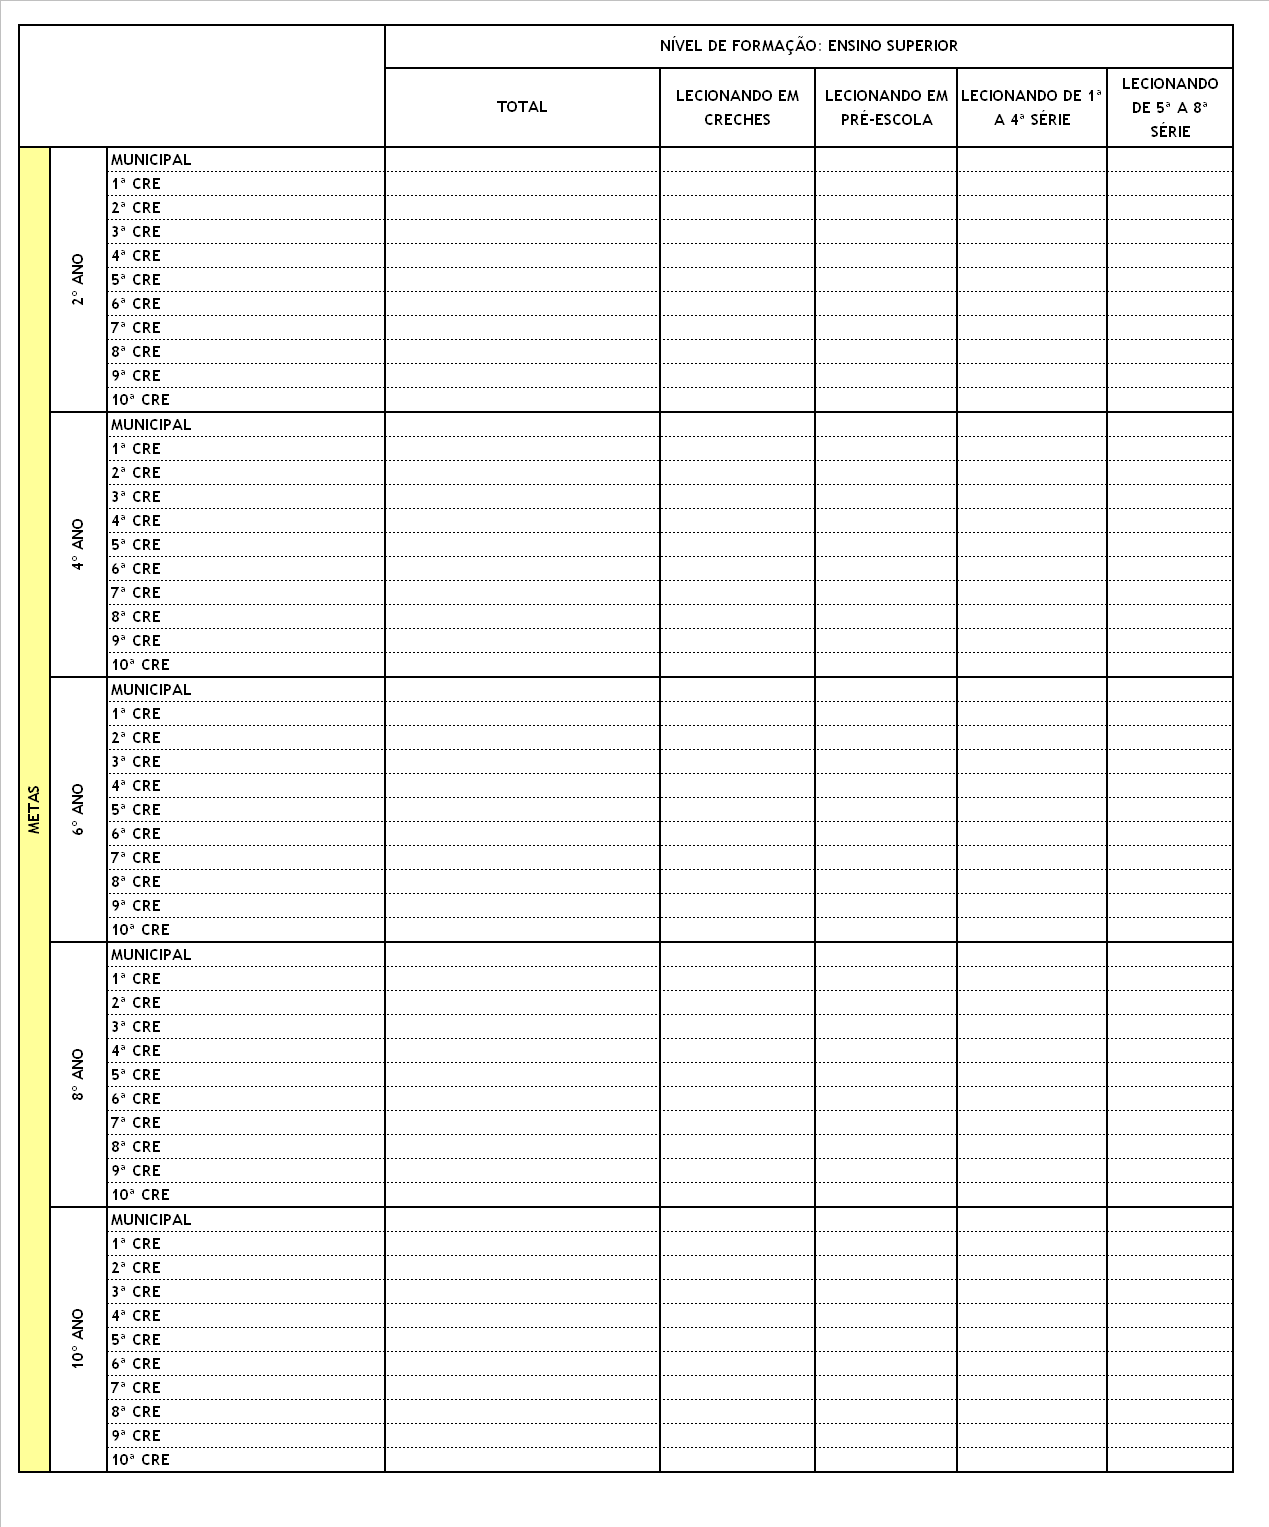 NÍVEL DE FORMAÇÃO: ENSINO SUPERIOR
TOTAL
LECIONANDO EM
CRECHES
LECIONANDO EM
PRÉ-ESCOLA
LECIONANDO DE 1ª
A 4ª SÉRIE
LECIONANDO
DE 5ª A 8ª
SÉRIE
METAS
2° ANO
MUNICIPAL
1ª CRE
2ª CRE
3ª CRE
4ª CRE
5ª CRE
6ª CRE
7ª CRE
8ª CRE
9ª CRE
10ª CRE
4° ANO
MUNICIPAL
1ª CRE
2ª CRE
3ª CRE
4ª CRE
5ª CRE
6ª CRE
7ª CRE
8ª CRE
9ª CRE
10ª CRE
6° ANO
MUNICIPAL
1ª CRE
2ª CRE
3ª CRE
4ª CRE
5ª CRE
6ª CRE
7ª CRE
8ª CRE
9ª CRE
10ª CRE
8° ANO
MUNICIPAL
1ª CRE
2ª CRE
3ª CRE
4ª CRE
5ª CRE
6ª CRE
7ª CRE
8ª CRE
9ª CRE
10ª CRE
10° ANO
MUNICIPAL
1ª CRE
2ª CRE
3ª CRE
4ª CRE
5ª CRE
6ª CRE
7ª CRE
8ª CRE
9ª CRE
10ª CRE